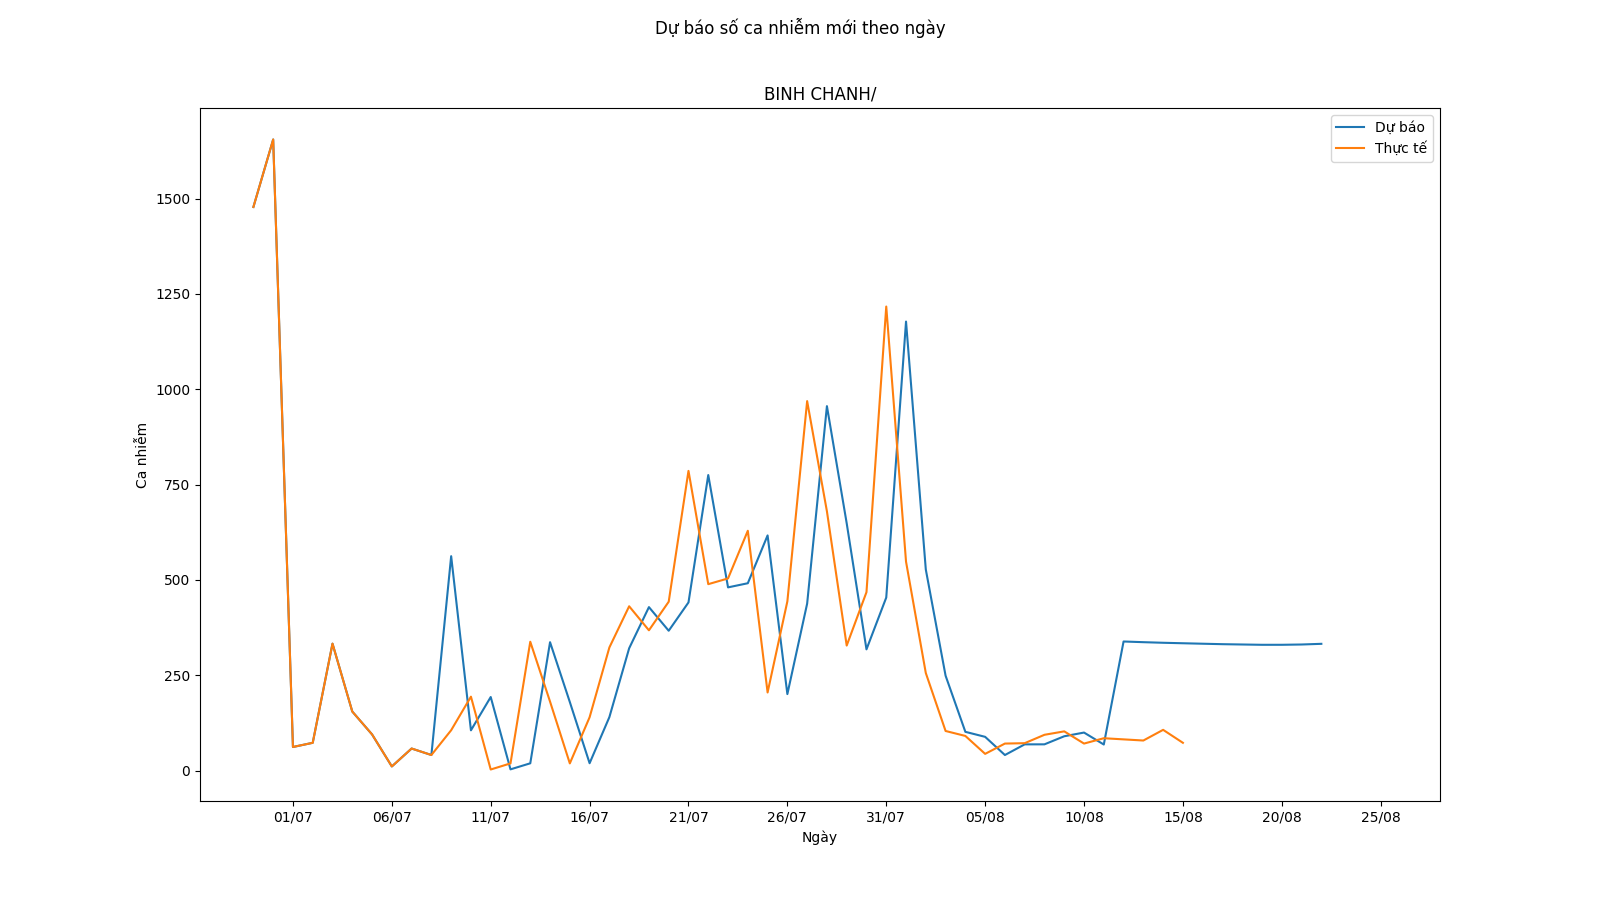 Dự báo số ca nhiễm mới theo ngày
BINH CHANH/
Dự báo
Thực tế
1500
1250
1000
750
500
250
0
Ca nhiễm
01/07 06/07 11/07 16/07 21/07 26/07 31/07 05/08 10/08 15/08 20/08 25/08
Ngày